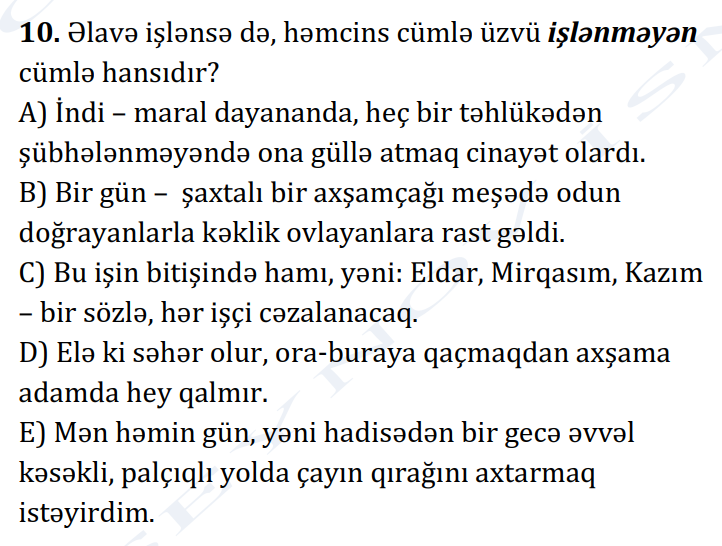 10. Əlavə işlənsə də, həmcins cümlə üzvü işlənməyən
cümlə hansıdır?
A) İndi – maral dayananda, heç bir təhlükədən
şübhələnməyəndə ona güllə atmaq cinayət olardı.
B) Bir gün – şaxtalı bir axşamçağı meşədə odun
doğrayanlarla kəklik ovlayanlara rast gəldi.
C) Bu işin bitişində hamı, yəni: Eldar, Mirqasım, Kazım
– bir sözlə, hər işçi cəzalanacaq.
D) Elə ki səhər olur, ora-buraya qaçmaqdan axşama
adamda hey qalmır.
E) Mən həmin gün, yəni hadisədən bir gecə əvvəl
kəsəkli, palçıqlı yolda çayın qırağını axtarmaq
istəyirdim.